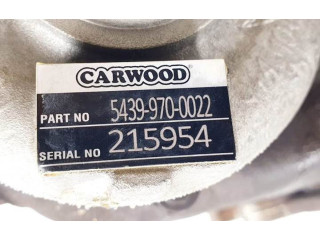 CARWOOD
PART NO 5439-970-0022
SERIAL NO 215954